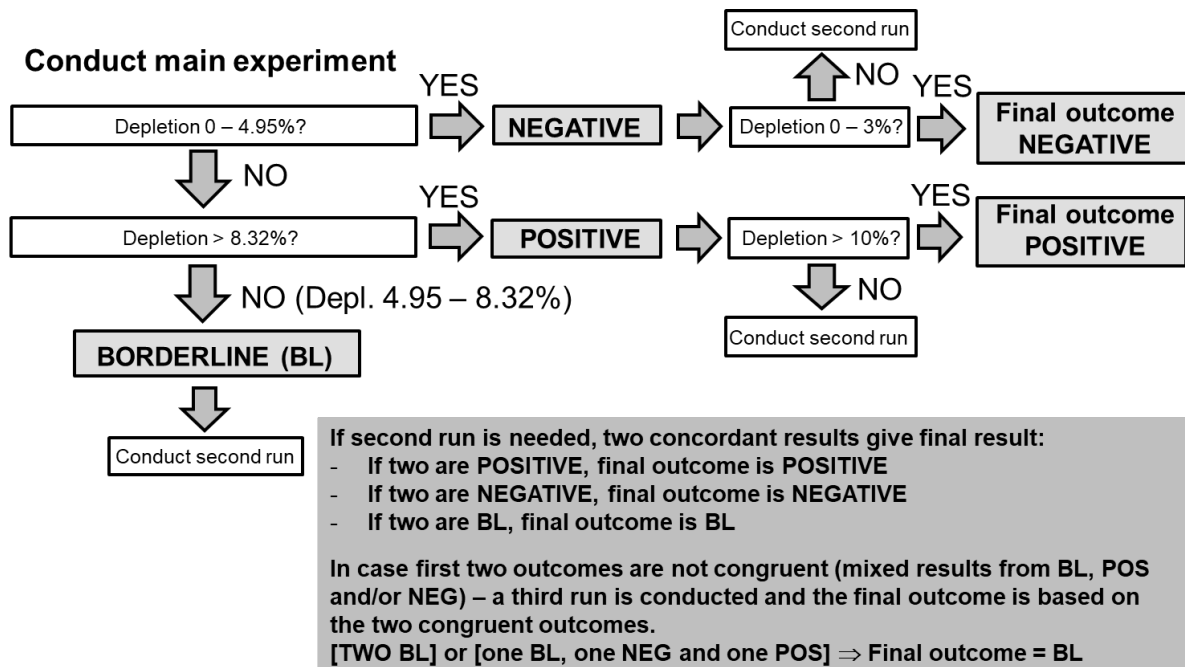 Conduct second run
Conduct main experiment
YES
NO
YES
Depletion 0 – 4.95%?
NEGATIVE
Depletion 0 – 3%?
Final outcome
NEGATIVE
NO
YES
YES
Depletion > 8.32%?
POSITIVE
Depletion > 10%?
Final outcome
POSITIVE
NO (Depl. 4.95 – 8.32%)
NO
Conduct second run
BORDERLINE (BL)
Conduct second run
If second run is needed, two concordant results give final result:
- If two are POSITIVE, final outcome is POSITIVE
- If two are NEGATIVE, final outcome is NEGATIVE
- If two are BL, final outcome is BL
In case first two outcomes are not congruent (mixed results from BL, POS
and/or NEG) – a third run is conducted and the final outcome is based on
the two congruent outcomes.
[TWO BL] or [one BL, one NEG and one POS] ⇒ Final outcome = BL